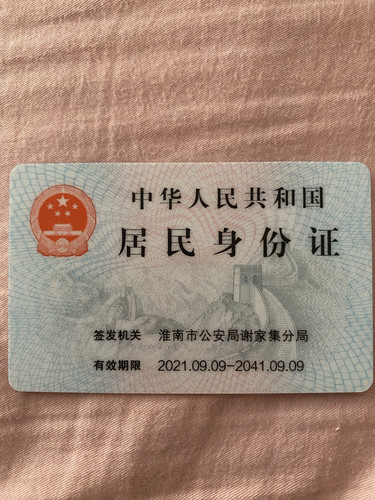 中华人民共和国
居民身份证
签发机关 淮南市公安局谢家集分局
有效期限 2021.09.09-2041.09.09